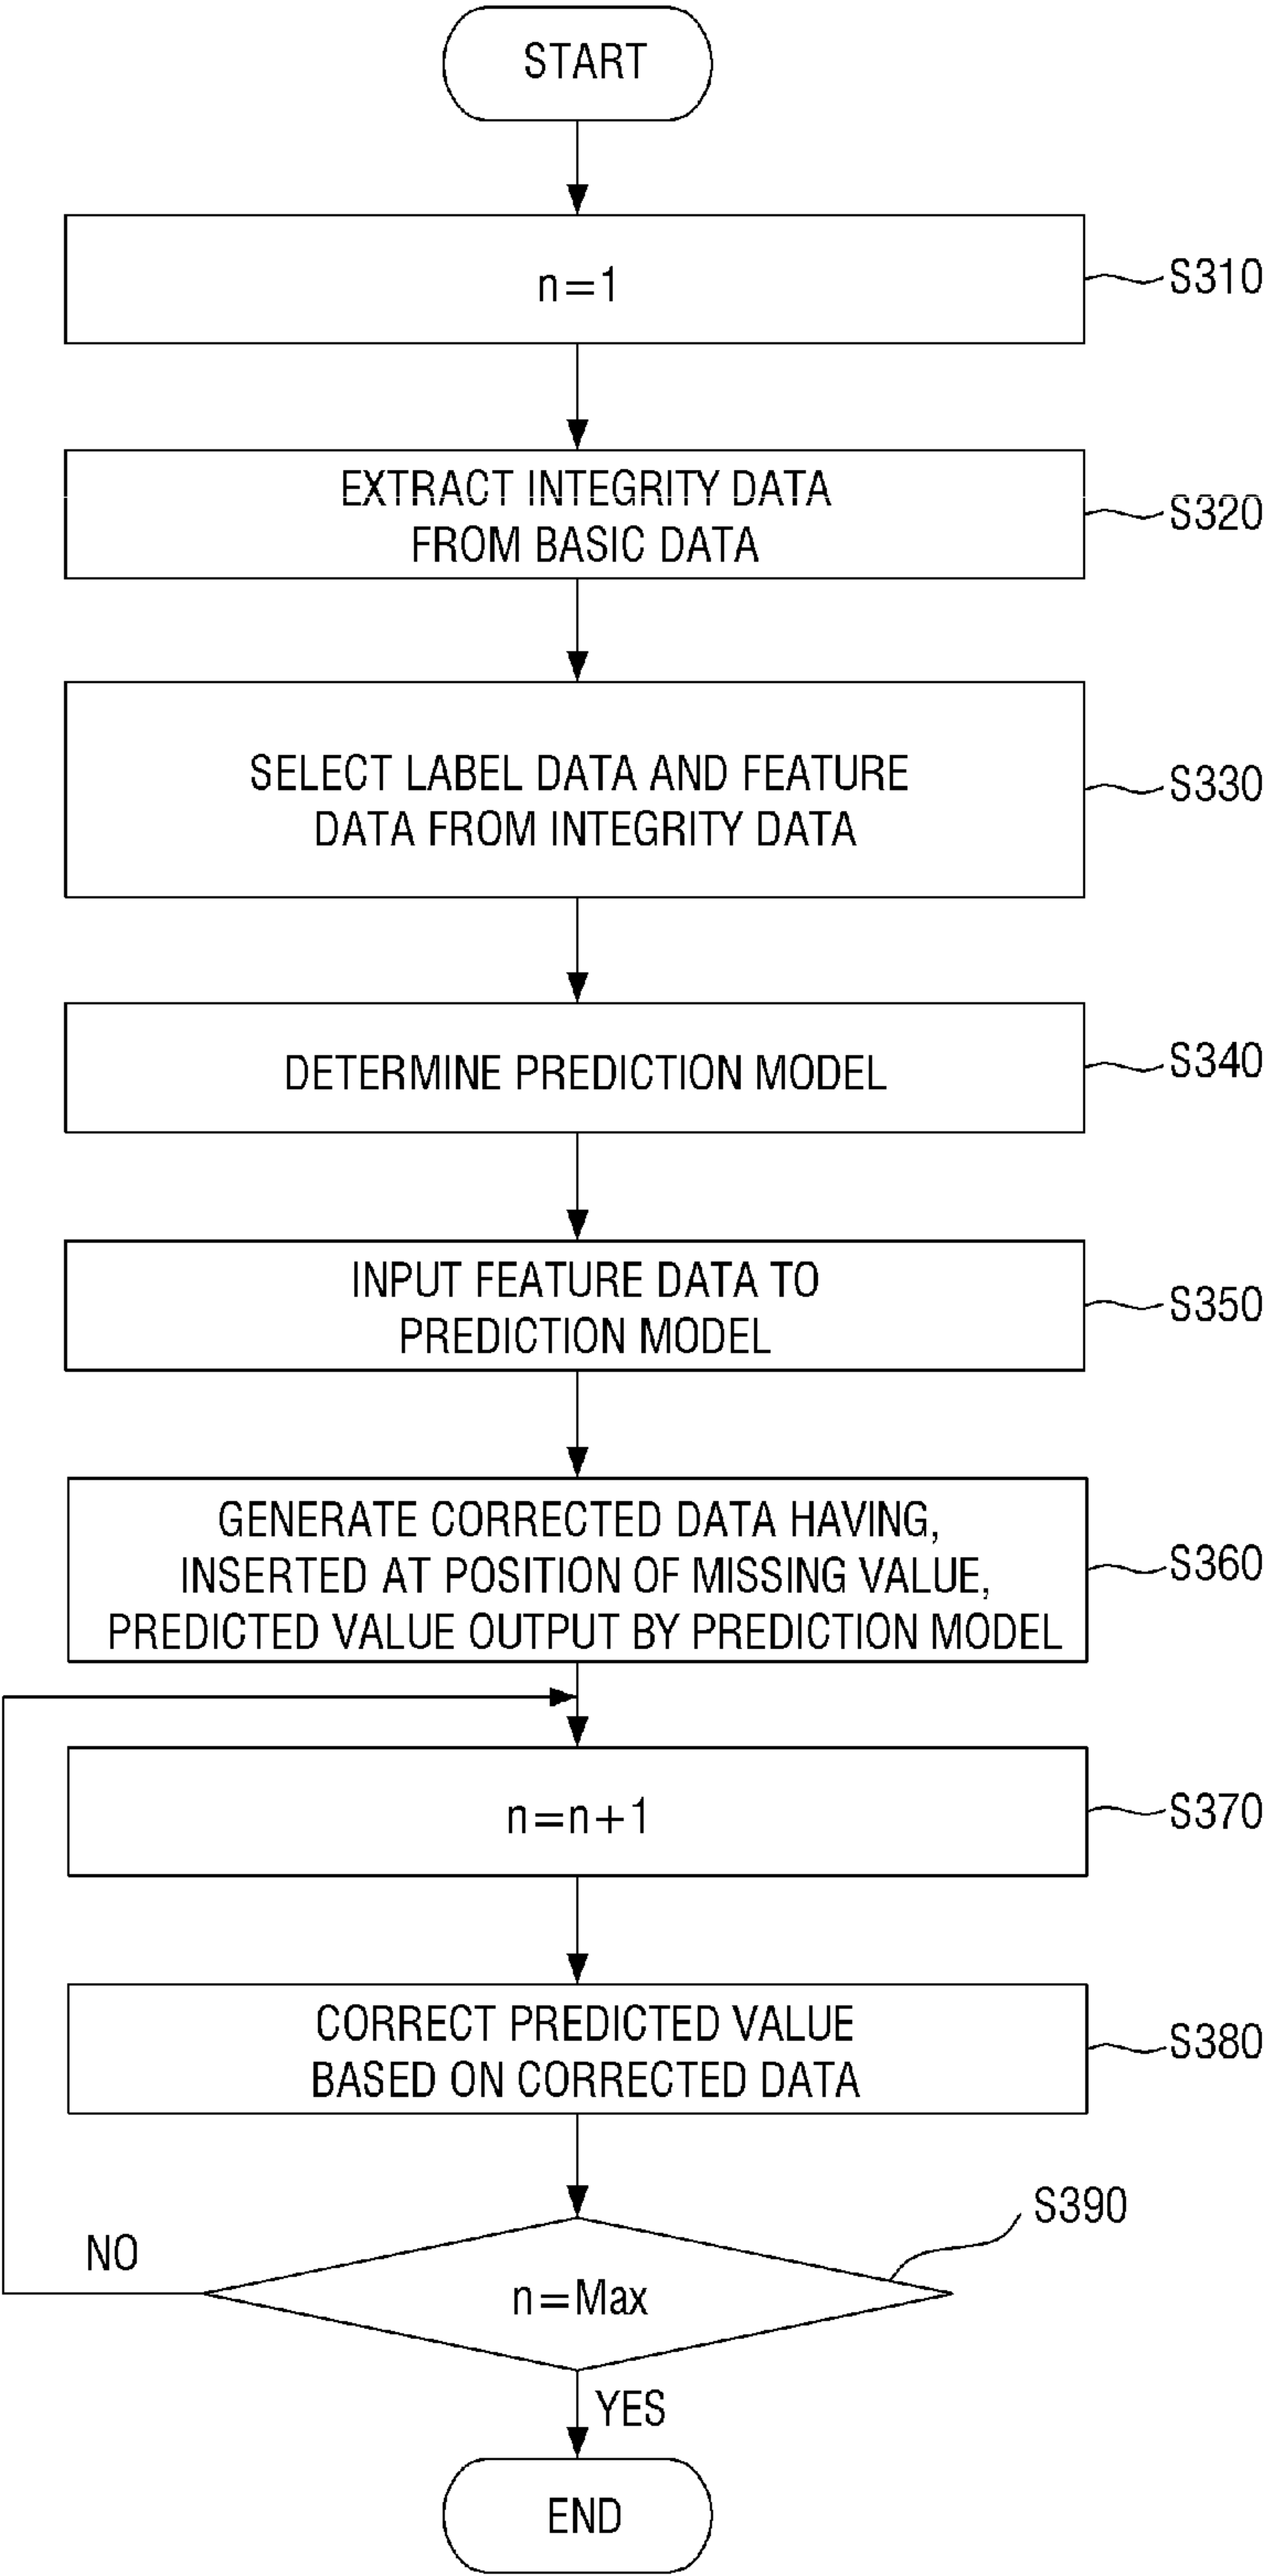 START
n=1
S310
EXTRACT INTEGRITY DATA
FROM BASIC DATA
S320
SELECT LABEL DATA AND FEATURE
DATA FROM INTEGRITY DATA
S330
DETERMINE PREDICTION MODEL
S340
INPUT FEATURE DATA TO
PREDICTION MODEL
S350
GENERATE CORRECTED DATA HAVING,
INSERTED AT POSITION OF MISSING VALUE,
PREDICTED VALUE OUTPUT BY PREDICTION MODEL
S360
n=n+1
S370
CORRECT PREDICTED VALUE
BASED ON CORRECTED DATA
S380
S390
NO
n=Max
YES
END